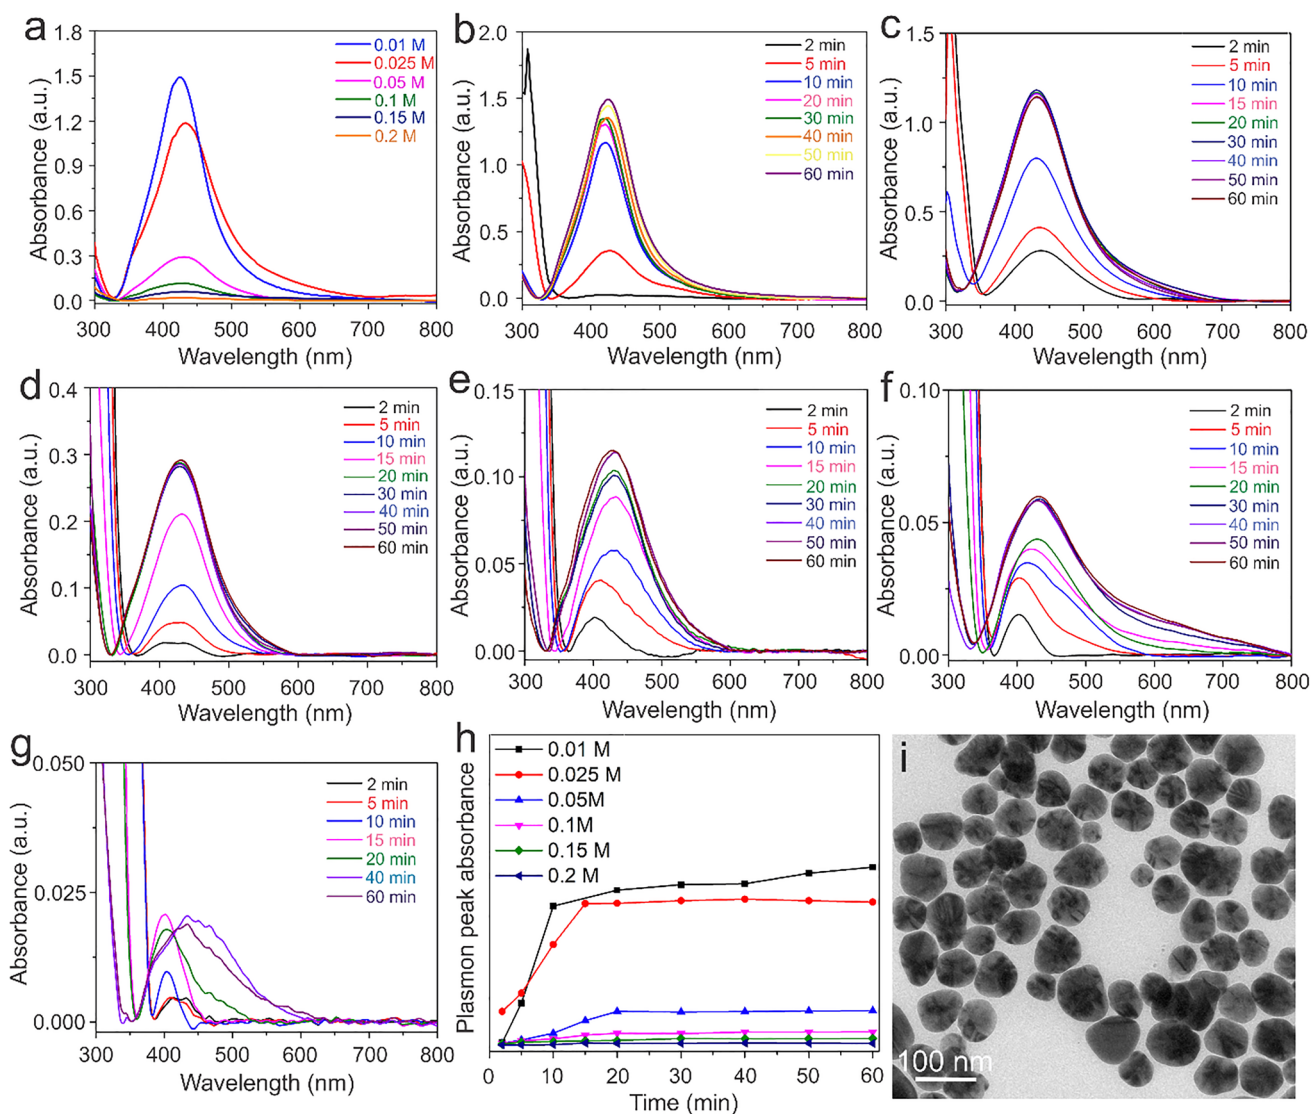 a
1.8
1.5
1.2
0.9
0.6
0.3
0.0
300 400 500 600 700 800
Absorbance (a.u.)
Wavelength (nm)
0.01 M
0.025 M
0.05 M
0.1 M
0.15 M
0.2 M
b
2.0
1.5
1.0
0.5
0.0
300 400 500 600 700 800
Absorbance (a.u.)
Wavelength (nm)
2 min
5 min
10 min
20 min
30 min
40 min
50 min
60 min
c
1.5
1.0
0.5
0.0
300 400 500 600 700 800
Absorbance (a.u.)
Wavelength (nm)
2 min
5 min
10 min
15 min
20 min
30 min
40 min
50 min
60 min
d
0.4
0.3
0.2
0.1
0.0
300 400 500 600 700 800
Absorbance (a.u.)
Wavelength (nm)
2 min
5 min
10 min
15 min
20 min
30 min
40 min
50 min
60 min
e
0.15
0.10
0.05
0.00
300 400 500 600 700 800
Absorbance (a.u.)
Wavelength (nm)
2 min
5 min
10 min
15 min
20 min
30 min
40 min
50 min
60 min
f
0.10
0.05
0.00
300 400 500 600 700 800
Absorbance (a.u.)
Wavelength (nm)
2 min
5 min
10 min
15 min
20 min
30 min
40 min
50 min
60 min
g
0.050
0.025
0.000
300 400 500 600 700 800
Absorbance (a.u.)
Wavelength (nm)
2 min
5 min
10 min
15 min
20 min
40 min
60 min
h
Plasmon peak absorbance
0 10 20 30 40 50 60
Time (min)
0.01 M
0.025 M
0.05M
0.1M
0.15 M
0.2 M
i
100 nm